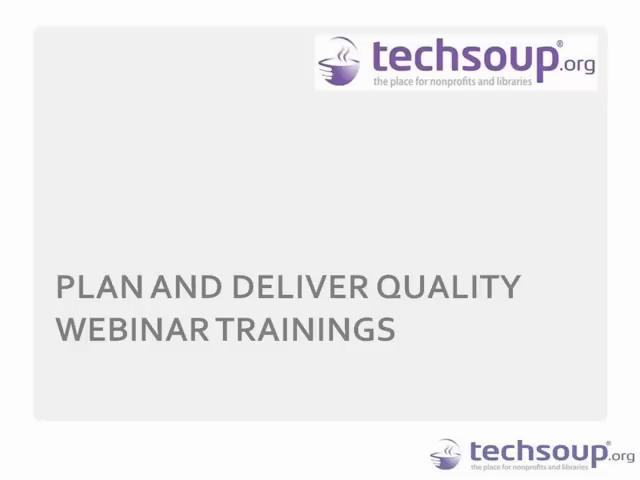 techsoup®.org
the place for nonprofits and libraries
PLAN AND DELIVER QUALITY
WEBINAR TRAININGS
techsoup®.org
the place for nonprofits and libraries